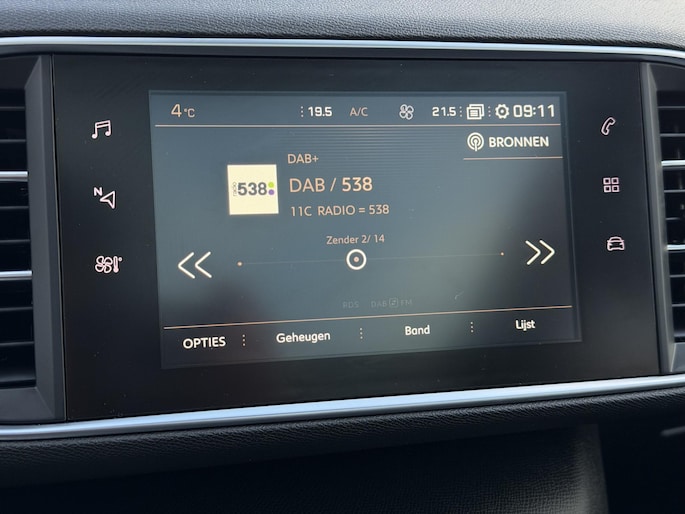 4°C 19.5 A/C 21.5 09:11
BRONNEN
N
DAB+
radio 538
DAB / 538
11C RADIO = 538
Zender 2/ 14
RDS DAB FM
OPTIES Geheugen Band Lijst